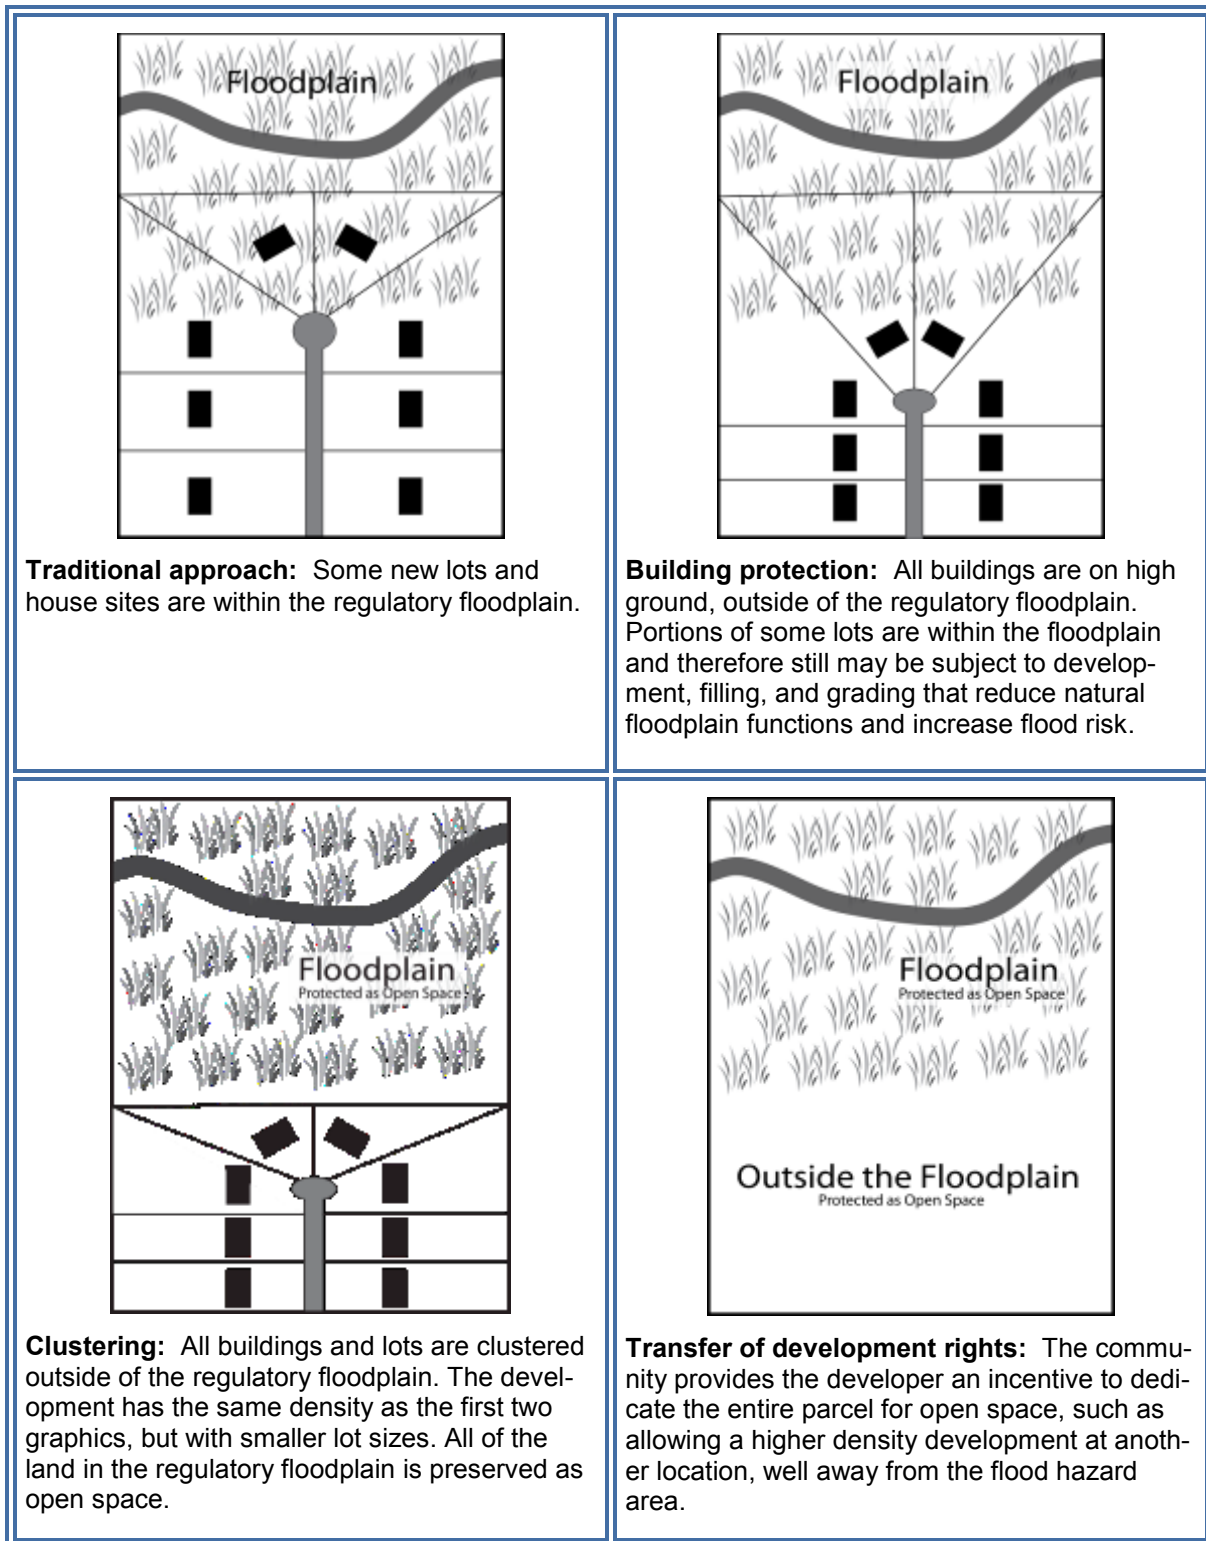 Floodplain
Traditional approach: Some new lots and
house sites are within the regulatory floodplain.
Floodplain
Building protection: All buildings are on high
ground, outside of the regulatory floodplain.
Portions of some lots are within the floodplain
and therefore still may be subject to develop-
ment, filling, and grading that reduce natural
floodplain functions and increase flood risk.
Floodplain
Protected as Open Space
Clustering: All buildings and lots are clustered
outside of the regulatory floodplain. The devel-
opment has the same density as the first two
graphics, but with smaller lot sizes. All of the
land in the regulatory floodplain is preserved as
open space.
Floodplain
Protected as Open Space
Outside the Floodplain
Protected as Open Space
Transfer of development rights: The commu-
nity provides the developer an incentive to dedi-
cate the entire parcel for open space, such as
allowing a higher density development at anoth-
er location, well away from the flood hazard
area.